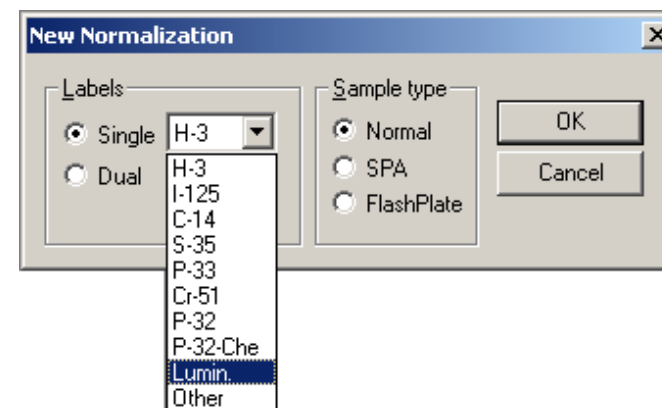 New Normalization
Labels
Single H-3
Dual
H-3
I-125
C-14
S-35
P-33
Cr-51
P-32
P-32-Che
Lumin.
Other
Sample type
Normal
SPA
FlashPlate
OK
Cancel